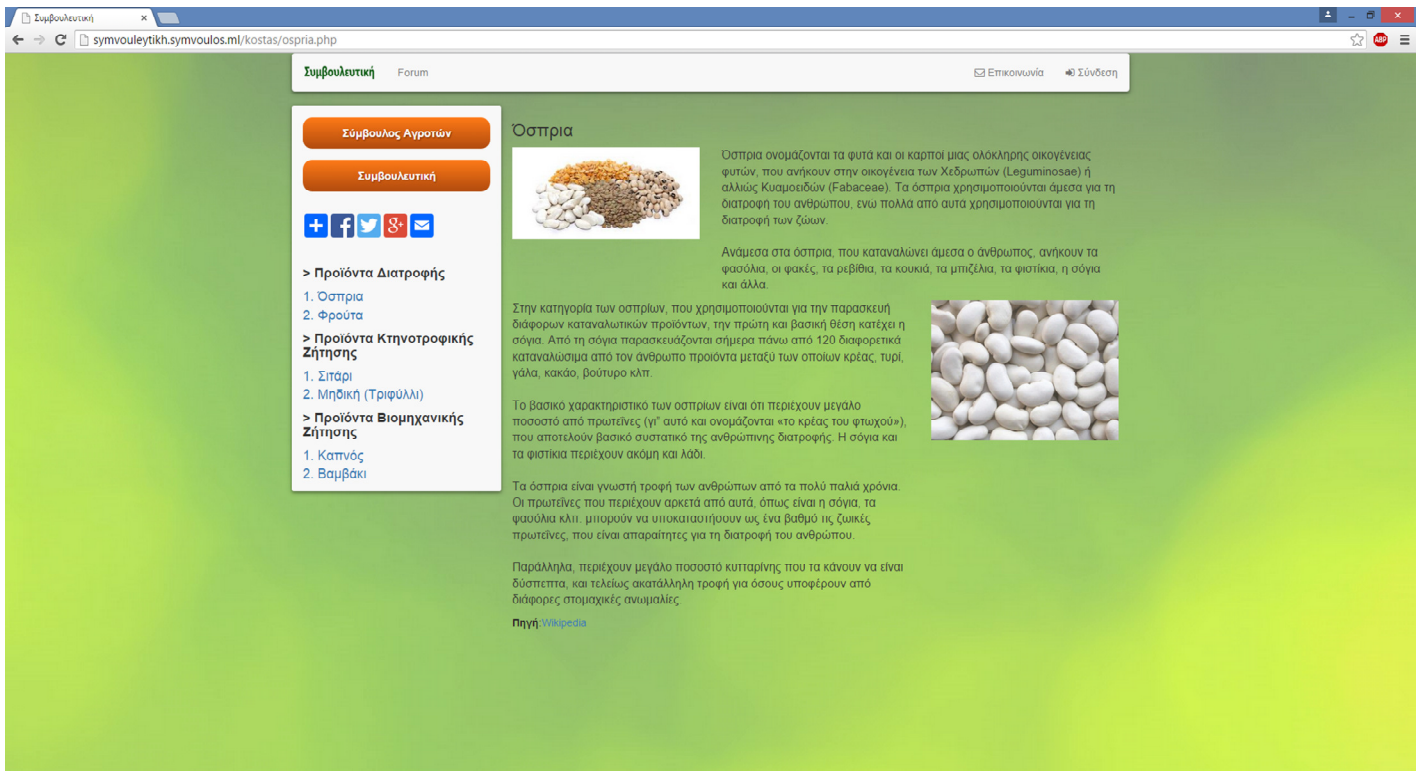 Συμβουλευτική
symvouleytikh.symvoulos.ml/kostas/ospria.php
ABP
Συμβουλευτική Forum Επικοινωνία Σύνδεση
Σύμβουλος Αγροτών
Συμβουλευτική
> Προϊόντα Διατροφής
1. Όσπρια
2. Φρούτα
> Προϊόντα Κτηνοτροφικής
Ζήτησης
1. Σιτάρι
2. Μηδική (Τριφύλλι)
> Προϊόντα Βιομηχανικής
Ζήτησης
1. Καπνός
2. Βαμβάκι
Όσπρια
Όσπρια ονομάζονται τα φυτά και οι καρποί μιας ολόκληρης οικογένειας
φυτών, που ανήκουν στην οικογένεια των Χεδρωπών (Leguminosae) ή
αλλιώς Κυαμοειδών (Fabaceae). Τα όσπρια χρησιμοποιούνται άμεσα για τη
διατροφή του ανθρώπου, ενω πολλά από αυτά χρησιμοποιούνται για τη
διατροφή των ζώων.
Ανάμεσα στα όσπρια, που καταναλώνει άμεσα ο άνθρωπος, ανήκουν τα
φασόλια, οι φακές, τα ρεβίθια, τα κουκιά, τα μπιζέλια, τα φιστίκια, η σόγια
και άλλα.
Στην κατηγορία των οσπρίων, που χρησιμοποιούνται για την παρασκευή
διάφορων καταναλωτικών προϊόντων, την πρώτη και βασική θέση κατέχει η
σόγια. Από τη σόγια παρασκευάζονται σήμερα πάνω από 120 διαφορετικά
καταναλώσιμα από τον άνθρωπο προιόντα μεταξύ των οποίων κρέας, τυρί,
γάλα, κακάο, βούτυρο κλπ.
Το βασικό χαρακτηριστικό των οσπρίων είναι ότι περιέχουν μεγάλο
ποσοστό από πρωτεΐνες (γι" αυτό και ονομάζονται «το κρέας του φτωχού»),
που αποτελούν βασικό συστατικό της ανθρώπινης διατροφής. Η σόγια και
τα φιστίκια περιέχουν ακόμη και λάδι.
Τα όσπρια είναι γνωστή τροφή των ανθρώπων από τα πολύ παλιά χρόνια.
Οι πρωτεΐνες που περιέχουν αρκετά από αυτά, όπως είναι η σόγια, τα
φασόλια κλπ. μπορούν να υποκαταστήσουν ως ένα βαθμό τις ζωικές
πρωτεΐνες, που είναι απαραίτητες για τη διατροφή του ανθρώπου.
Παράλληλα, περιέχουν μεγάλο ποσοστό κυτταρίνης που τα κάνουν να είναι
δύσπεπτα, και τελείως ακατάλληλη τροφή για όσους υποφέρουν από
διάφορες στομαχικές ανωμαλίες.
Πηγή:Wikipedia